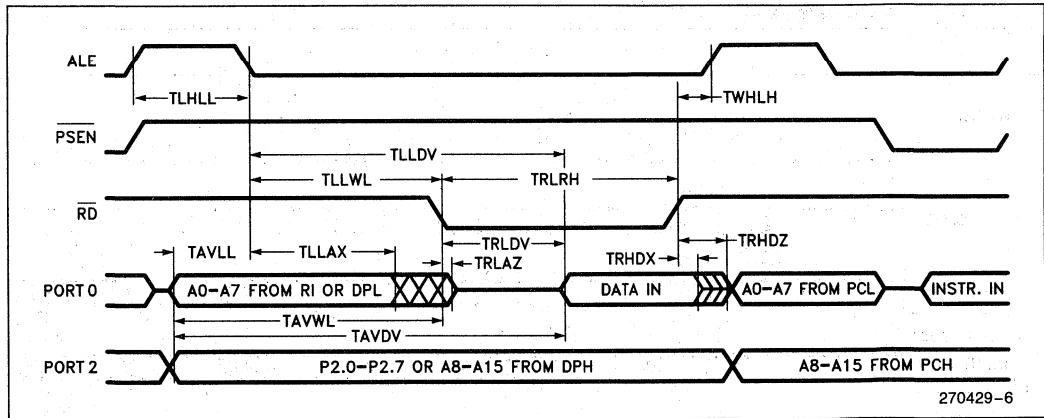 ALE
TLHLL
TWHLH
PSEN
TLLDV
TLLWL
TRLRH
RD
TAVLL
TLLAX
TRLDV
TRLAZ
TRHDX
TRHDZ
PORT 0
A0–A7 FROM RI OR DPL
DATA IN
A0–A7 FROM PCL
INSTR. IN
TAVWL
TAVDV
PORT 2
P2.0–P2.7 OR A8–A15 FROM DPH
A8–A15 FROM PCH
270429–6